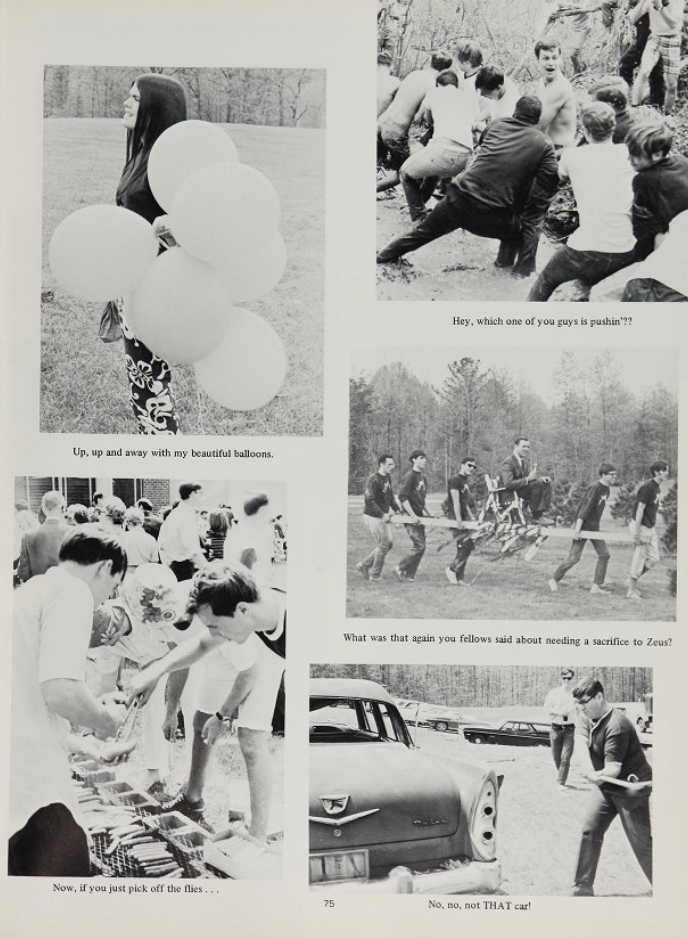 Hey, which one of you guys is pushin'??
Up, up and away with my beautiful balloons.
What was that again you fellows said about needing a sacrifice to Zeus?
Now, if you just pick off the flies . . .
75
No, no, not THAT car!